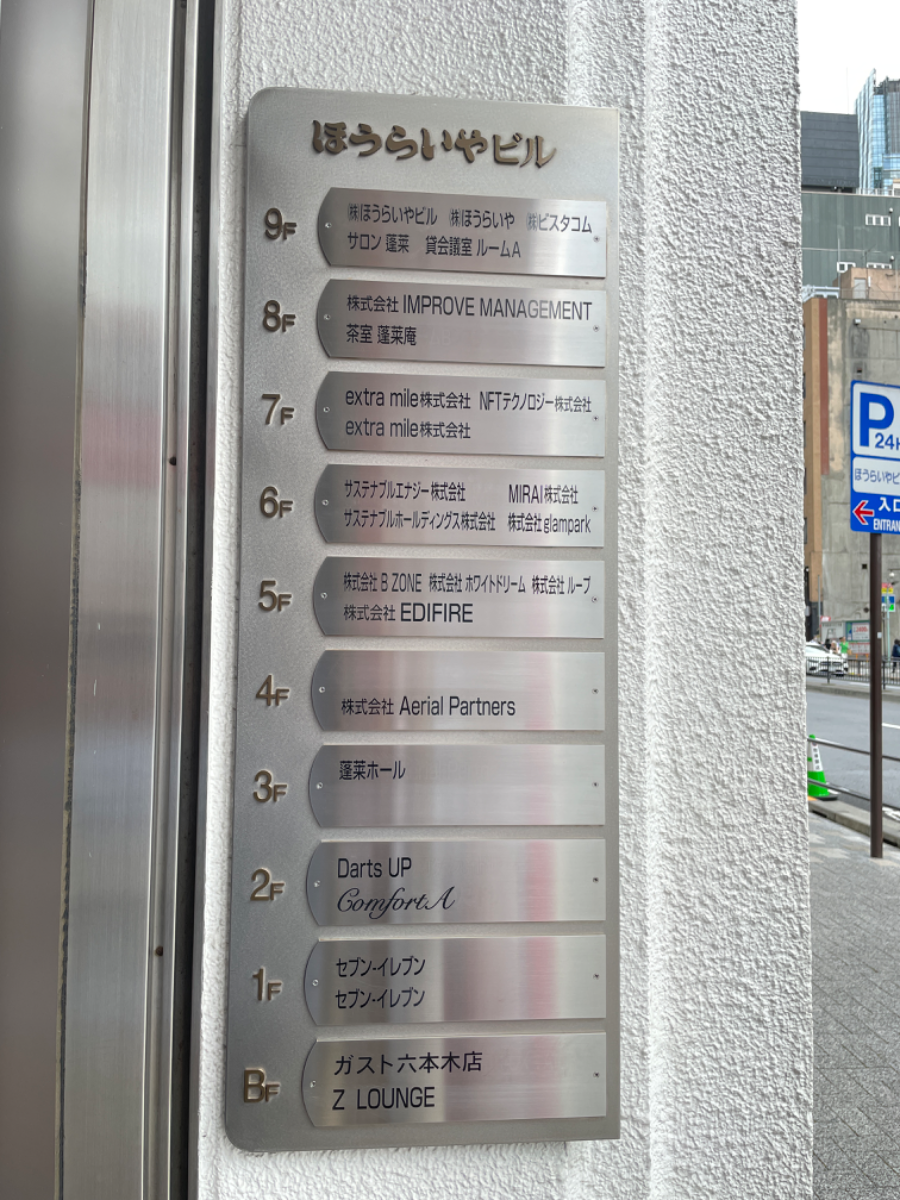 ほうらいやビル
9F
㈱ほうらいやビル ㈱ほうらいや ㈱ビスタコム
サロン 蓬莱 貸会議室 ルームA
8F
株式会社 IMPROVE MANAGEMENT
茶室 蓬莱庵
7F
extra mile株式会社 NFTテクノロジー株式会社
extra mile株式会社
6F
サステナブルエナジー株式会社 MIRAI株式会社
サステナブルホールディングス株式会社 株式会社glampark
5F
株式会社 B ZONE 株式会社 ホワイトドリーム 株式会社 ループ
株式会社 EDIFIRE
4F
株式会社 Aerial Partners
3F
蓬莱ホール
2F
Darts UP
Comfort A
1F
セブン-イレブン
セブン-イレブン
BF
ガスト六本木店
Z LOUNGE
P
24H
ほうらいやビ
入口
ENTRAN